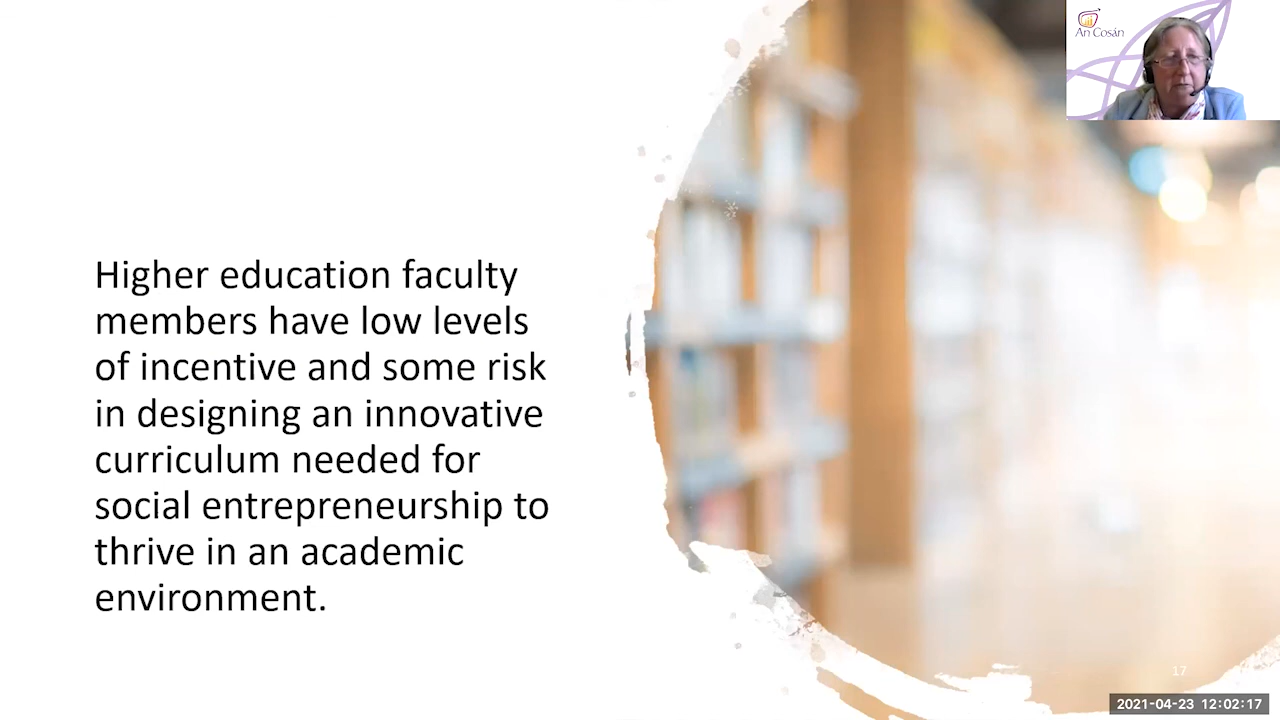 An Cosán
Higher education faculty
members have low levels
of incentive and some risk
in designing an innovative
curriculum needed for
social entrepreneurship to
thrive in an academic
environment.
17
2021-04-23 12:02:17